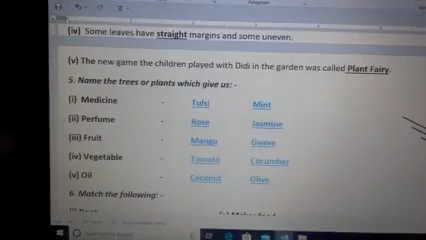 Paragraph
(iv) Some leaves have straight margins and some uneven.
(v) The new game the children played with Didi in the garden was called Plant Fairy.
5. Name the trees or plants which give us: -
(i) Medicine - Tulsi Mint
(ii) Perfume - Rose Jasmine
(iii) Fruit - Mango Guava
(iv) Vegetable - Tomato Cucumber
(v) Oil - Coconut Olive
6. Match the following: -